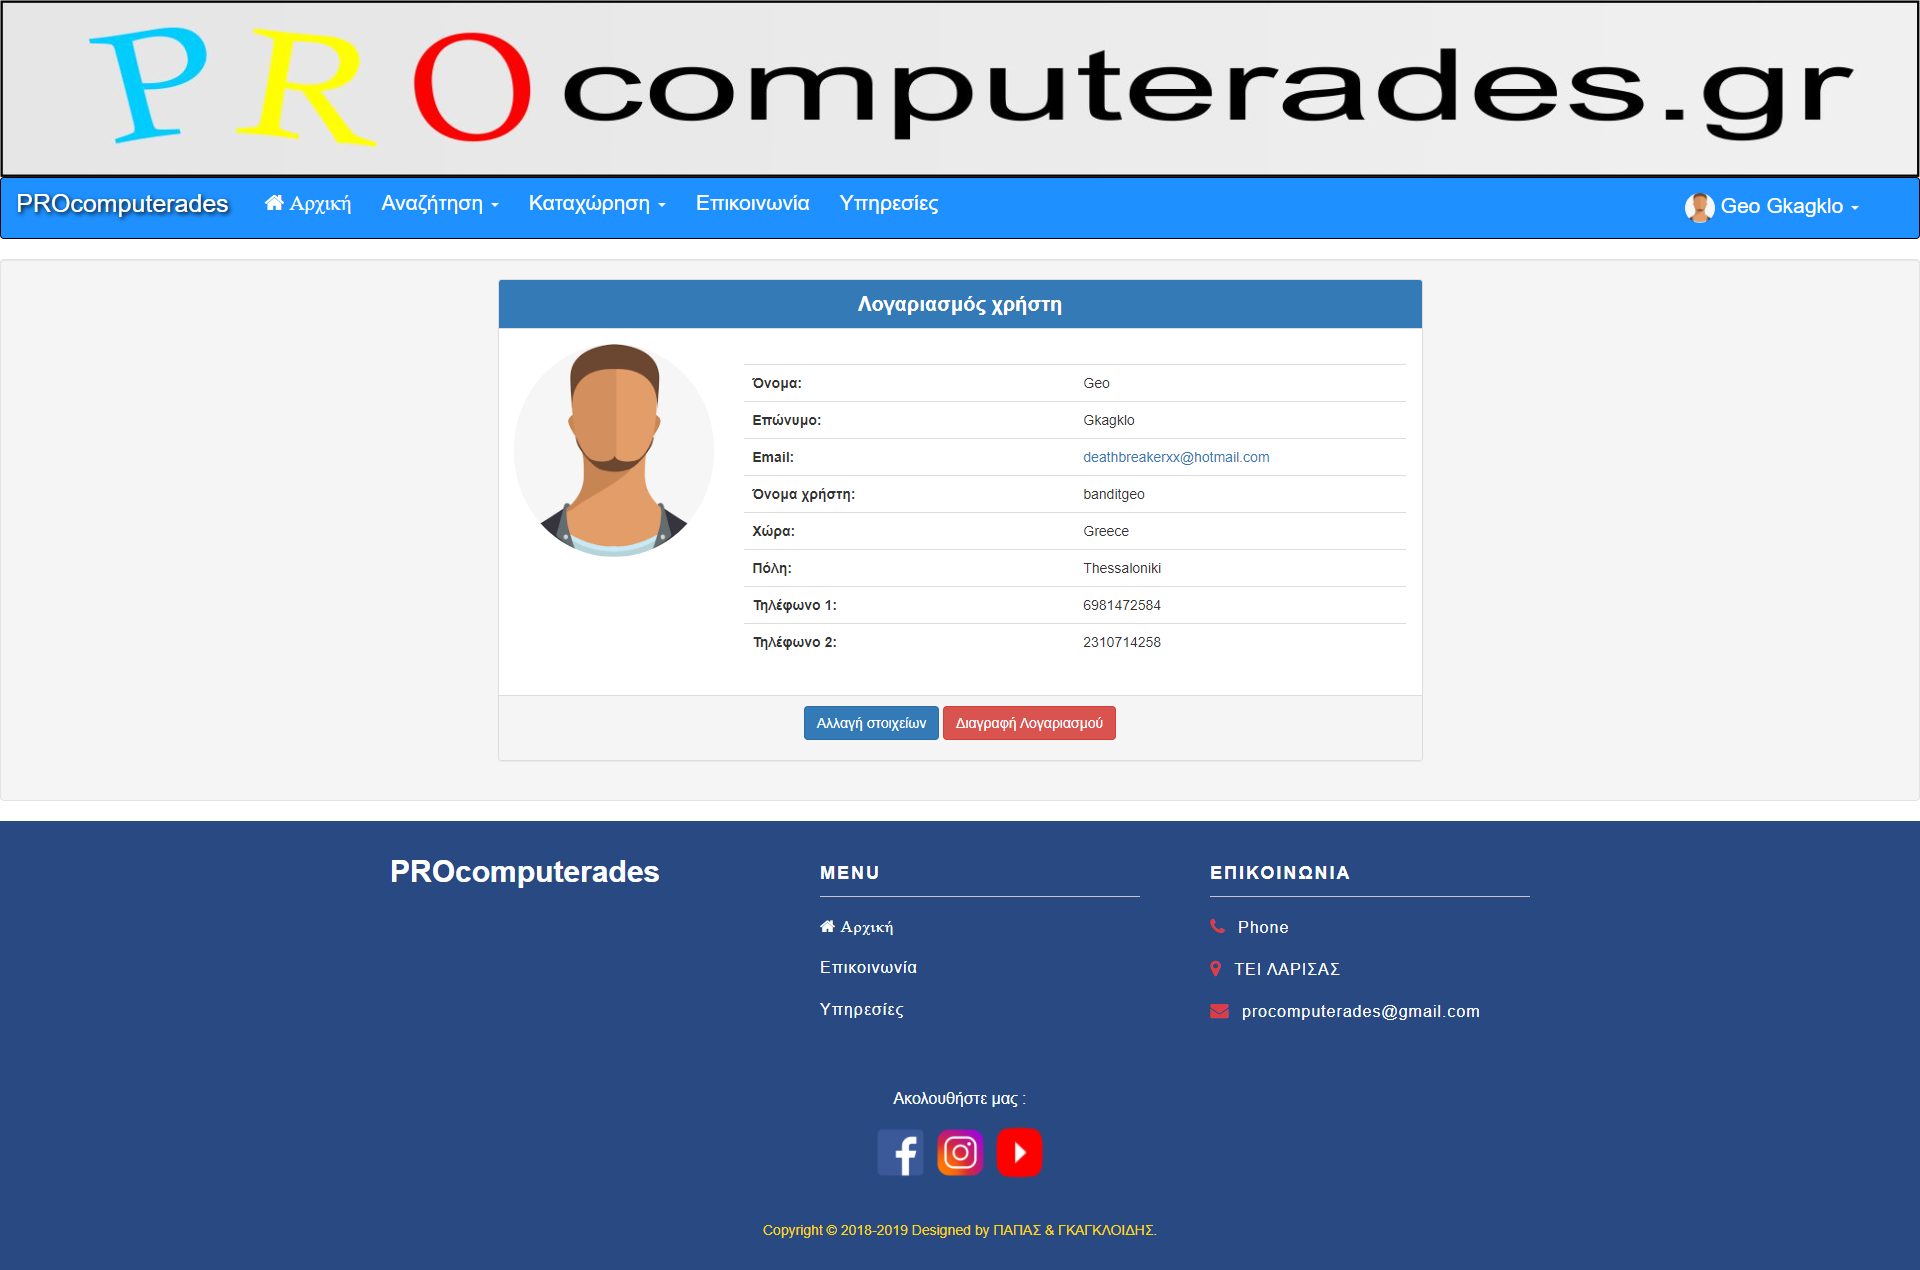 PROcomputerades.gr
PROcomputerades Αρχική Αναζήτηση Καταχώρηση Επικοινωνία Υπηρεσίες Geo Gkagklo
Λογαριασμός χρήστη
Όνομα: Geo
Επώνυμο: Gkagklo
Email: deathbreakerxx@hotmail.com
Όνομα χρήστη: banditgeo
Χώρα: Greece
Πόλη: Thessaloniki
Τηλέφωνο 1: 6981472584
Τηλέφωνο 2: 2310714258
Αλλαγή στοιχείων Διαγραφή Λογαριασμού
PROcomputerades
MENU
Αρχική
Επικοινωνία
Υπηρεσίες
ΕΠΙΚΟΙΝΩΝΙΑ
Phone
ΤΕΙ ΛΑΡΙΣΑΣ
procomputerades@gmail.com
Ακολουθήστε μας :
Copyright © 2018-2019 Designed by ΠΑΠΑΣ & ΓΚΑΓΚΛΟΙΔΗΣ.